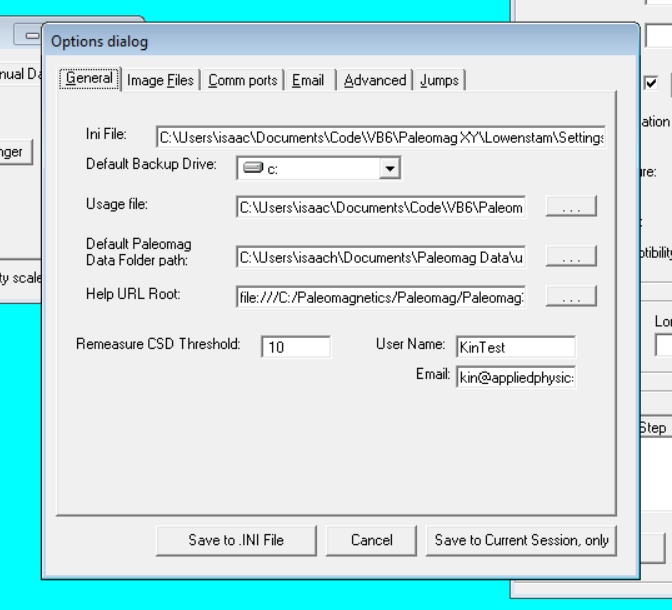 Options dialog
General Image Files Comm ports Email Advanced Jumps
Ini File: C:\Users\isaac\Documents\Code\VB6\Paleomag XY\Lowenstam\Settings
Default Backup Drive: c:
Usage file: C:\Users\isaac\Documents\Code\VB6\Paleom ...
Default Paleomag
Data Folder path: C:\Users\isaach\Documents\Paleomag Data\u ...
Help URL Root: file:///C:/Paleomagnetics/Paleomag/Paleomag ...
Remeasure CSD Threshold: 10 User Name: KinTest
Email: kin@appliedphysic
Save to .INI File Cancel Save to Current Session, only
nual Da
nger
ty scale
ation
re:
:
otibility
Lon
Step